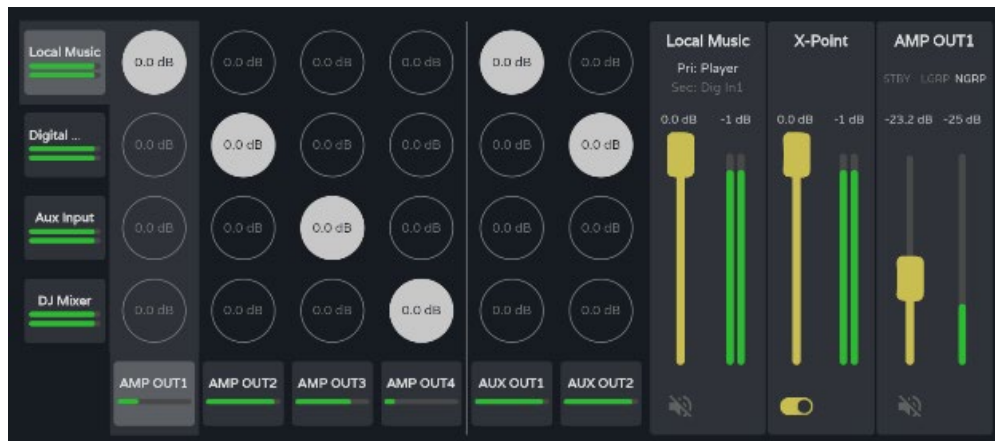 Local Music
0.0 dB 0.0 dB 0.0 dB 0.0 dB 0.0 dB 0.0 dB
Digital ...
0.0 dB 0.0 dB 0.0 dB 0.0 dB 0.0 dB 0.0 dB
Aux Input
0.0 dB 0.0 dB 0.0 dB 0.0 dB 0.0 dB 0.0 dB
DJ Mixer
0.0 dB 0.0 dB 0.0 dB 0.0 dB 0.0 dB 0.0 dB
AMP OUT1 AMP OUT2 AMP OUT3 AMP OUT4 AUX OUT1 AUX OUT2
Local Music
Pri: Player
Sec: Dig In1
0.0 dB -1 dB
X-Point
0.0 dB -1 dB
AMP OUT1
STBY LGRP NGRP
-23.2 dB -25 dB